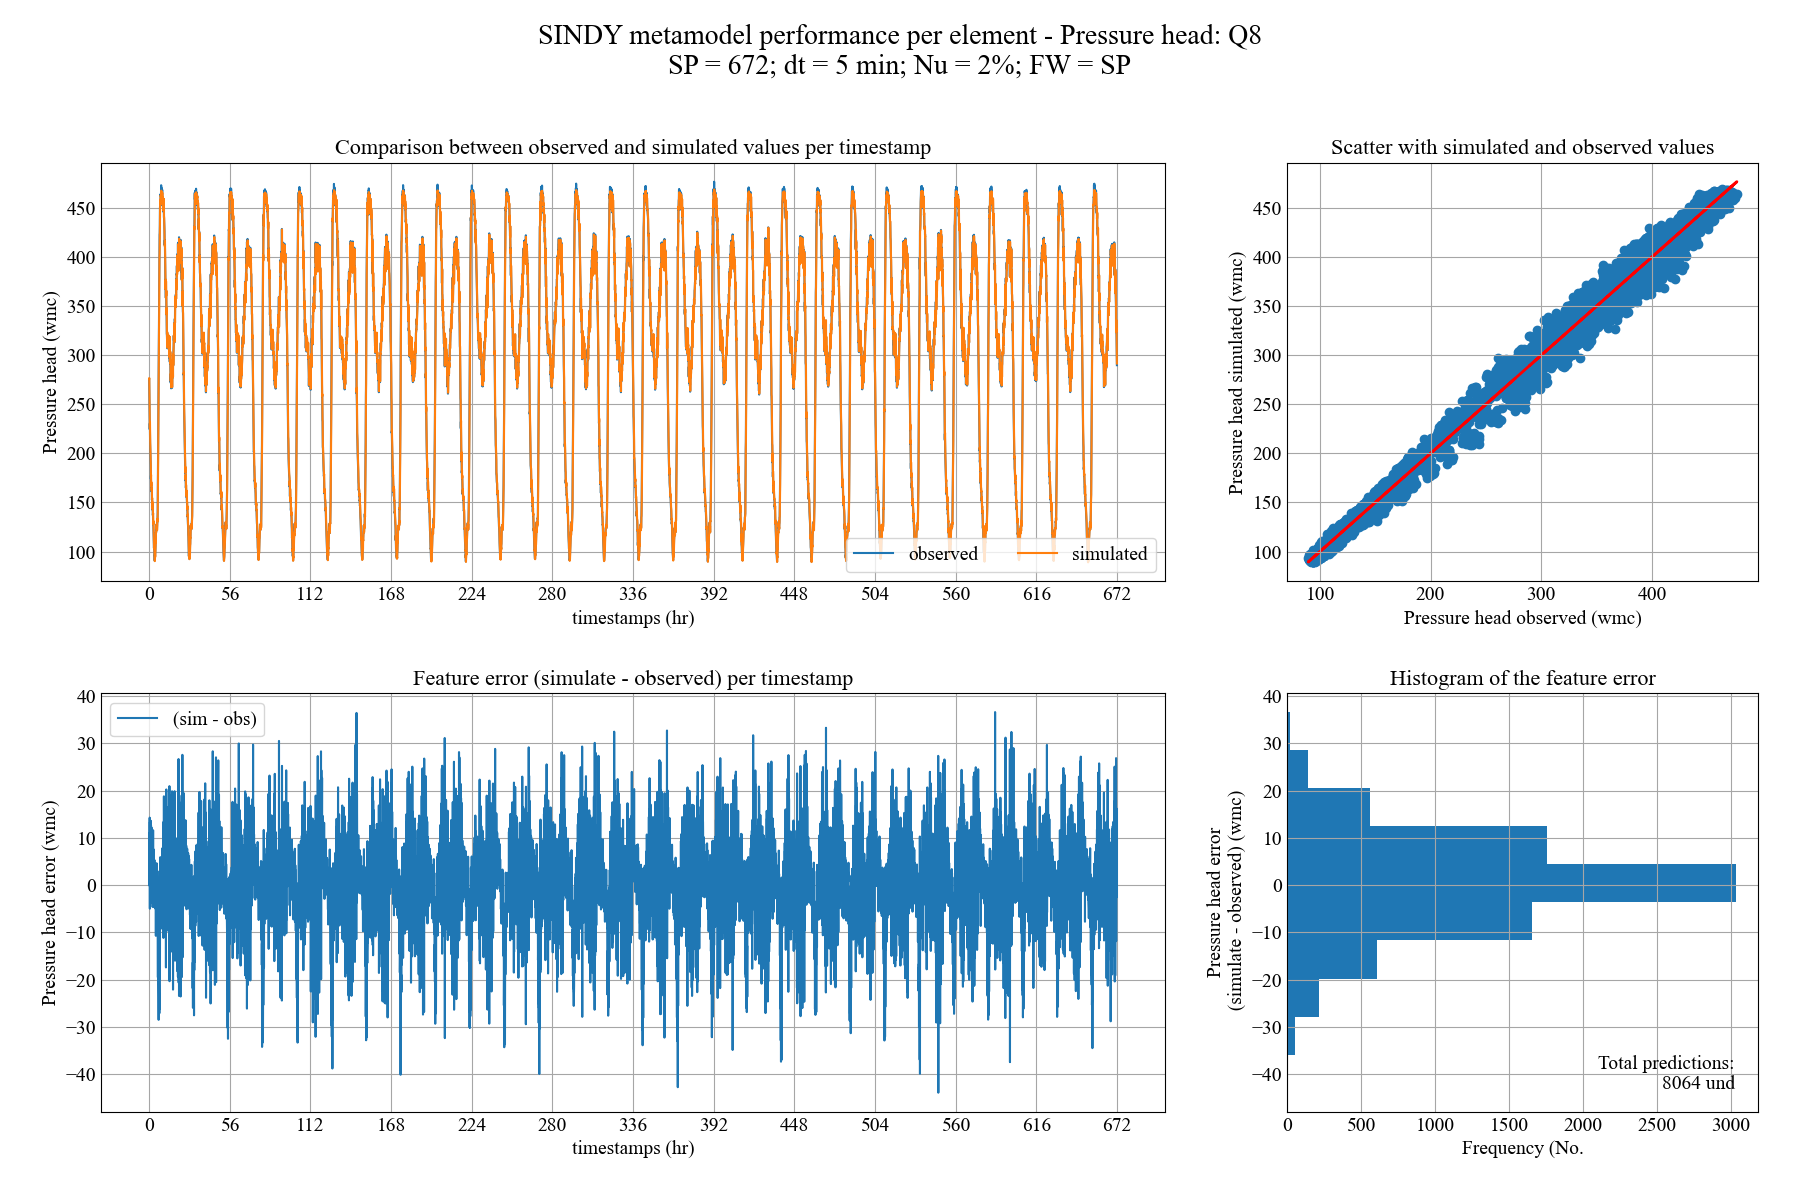 SINDY metamodel performance per element - Pressure head: Q8
SP = 672; dt = 5 min; Nu = 2%; FW = SP
Comparison between observed and simulated values per timestamp
Pressure head (wmc)
450
400
350
300
250
200
150
100
observed
simulated
0 56 112 168 224 280 336 392 448 504 560 616 672
timestamps (hr)
Scatter with simulated and observed values
Pressure head simulated (wmc)
450
400
350
300
250
200
150
100
100 200 300 400
Pressure head observed (wmc)
Feature error (simulate - observed) per timestamp
Pressure head error (wmc)
40
30
20
10
0
−10
−20
−30
−40
(sim - obs)
0 56 112 168 224 280 336 392 448 504 560 616 672
timestamps (hr)
Histogram of the feature error
Pressure head error
(simulate - observed) (wmc)
40
30
20
10
0
−10
−20
−30
−40
Total predictions:
8064 und
0 500 1000 1500 2000 2500 3000
Frequency (No.